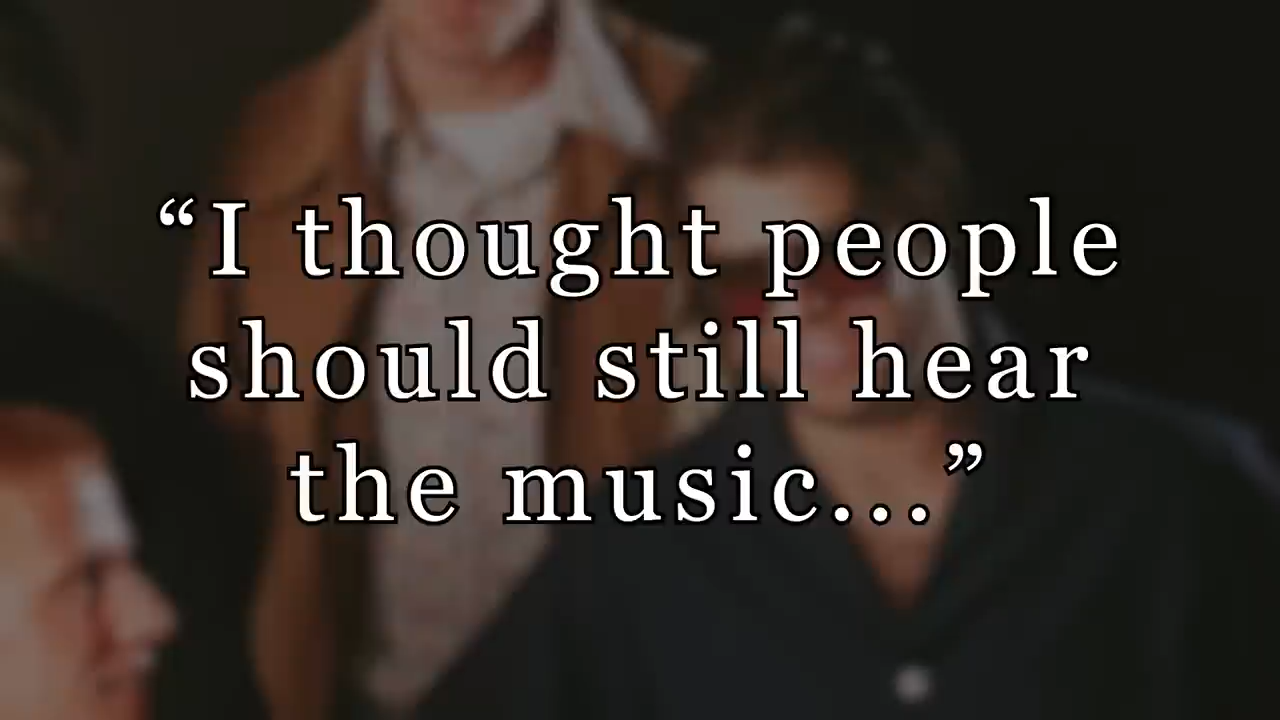 “I thought people
should still hear
the music...”